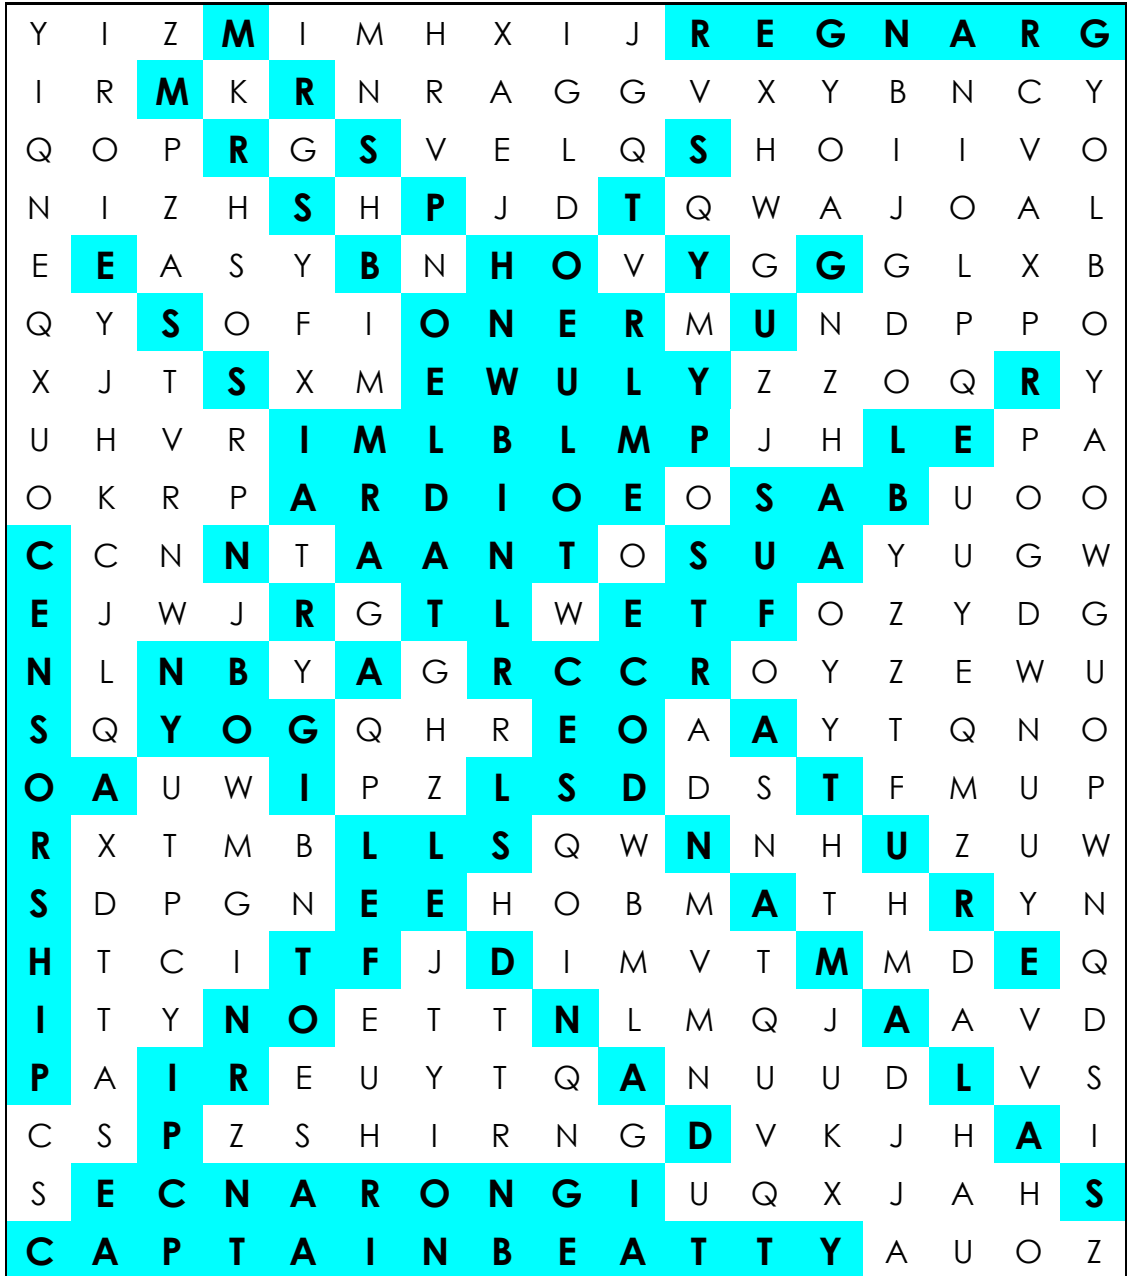 Y I Z M I M H X I J R E G N A R G
I R M K R N R A G G V X Y B N C Y
Q O P R G S V E L Q S H O I I V O
N I Z H S H P J D T Q W A J O A L
E E A S Y B N H O V Y G G G L X B
Q Y S O F I O N E R M U N D P P O
X J T S X M E W U L Y Z Z O Q R Y
U H V R I M L B L M P J H L E P A
O K R P A R D I O E O S A B U O O
C C N N T A A N T O S U A Y U G W
E J W J R G T L W E T F O Z Y D G
N L N B Y A G R C C R O Y Z E W U
S Q Y O G Q H R E O A A Y T Q N O
O A U W I P Z L S D D S T F M U P
R X T M B L L S Q W N N H U Z U W
S D P G N E E H O B M A T H R Y N
H T C I T F J D I M V T M M D E Q
I T Y N O E T T N L M Q J A A V D
P A I R E U Y T Q A N U U D L V S
C S P Z S H I R N G D V K J H A I
S E C N A R O N G I U Q X J A H S
C A P T A I N B E A T T Y A U O Z